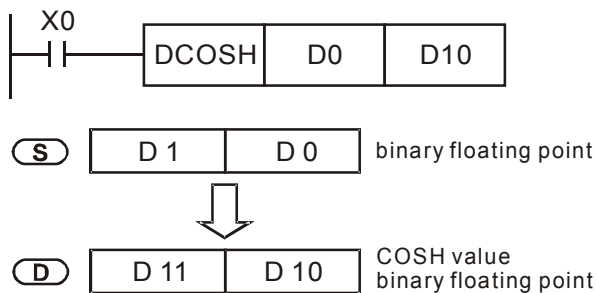 X0
DCOSH D0 D10
S D 1 D 0 binary floating point
D D 11 D 10 COSH value
binary floating point